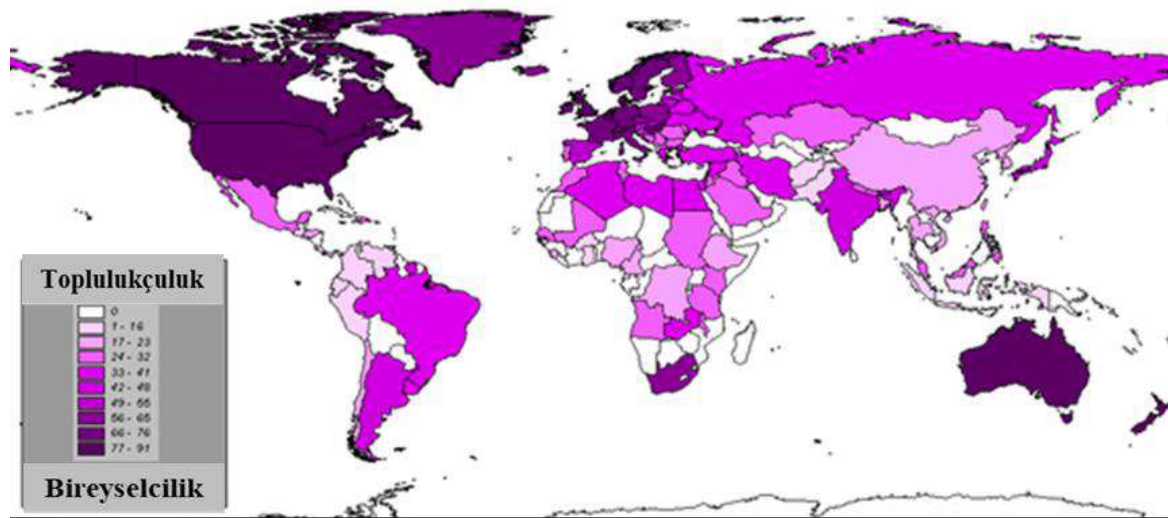 Toplulukçuluk
0
1 - 16
17 - 23
24 - 32
33 - 41
42 - 48
49 - 55
56 - 65
66 - 76
77 - 91
Bireyselcilik